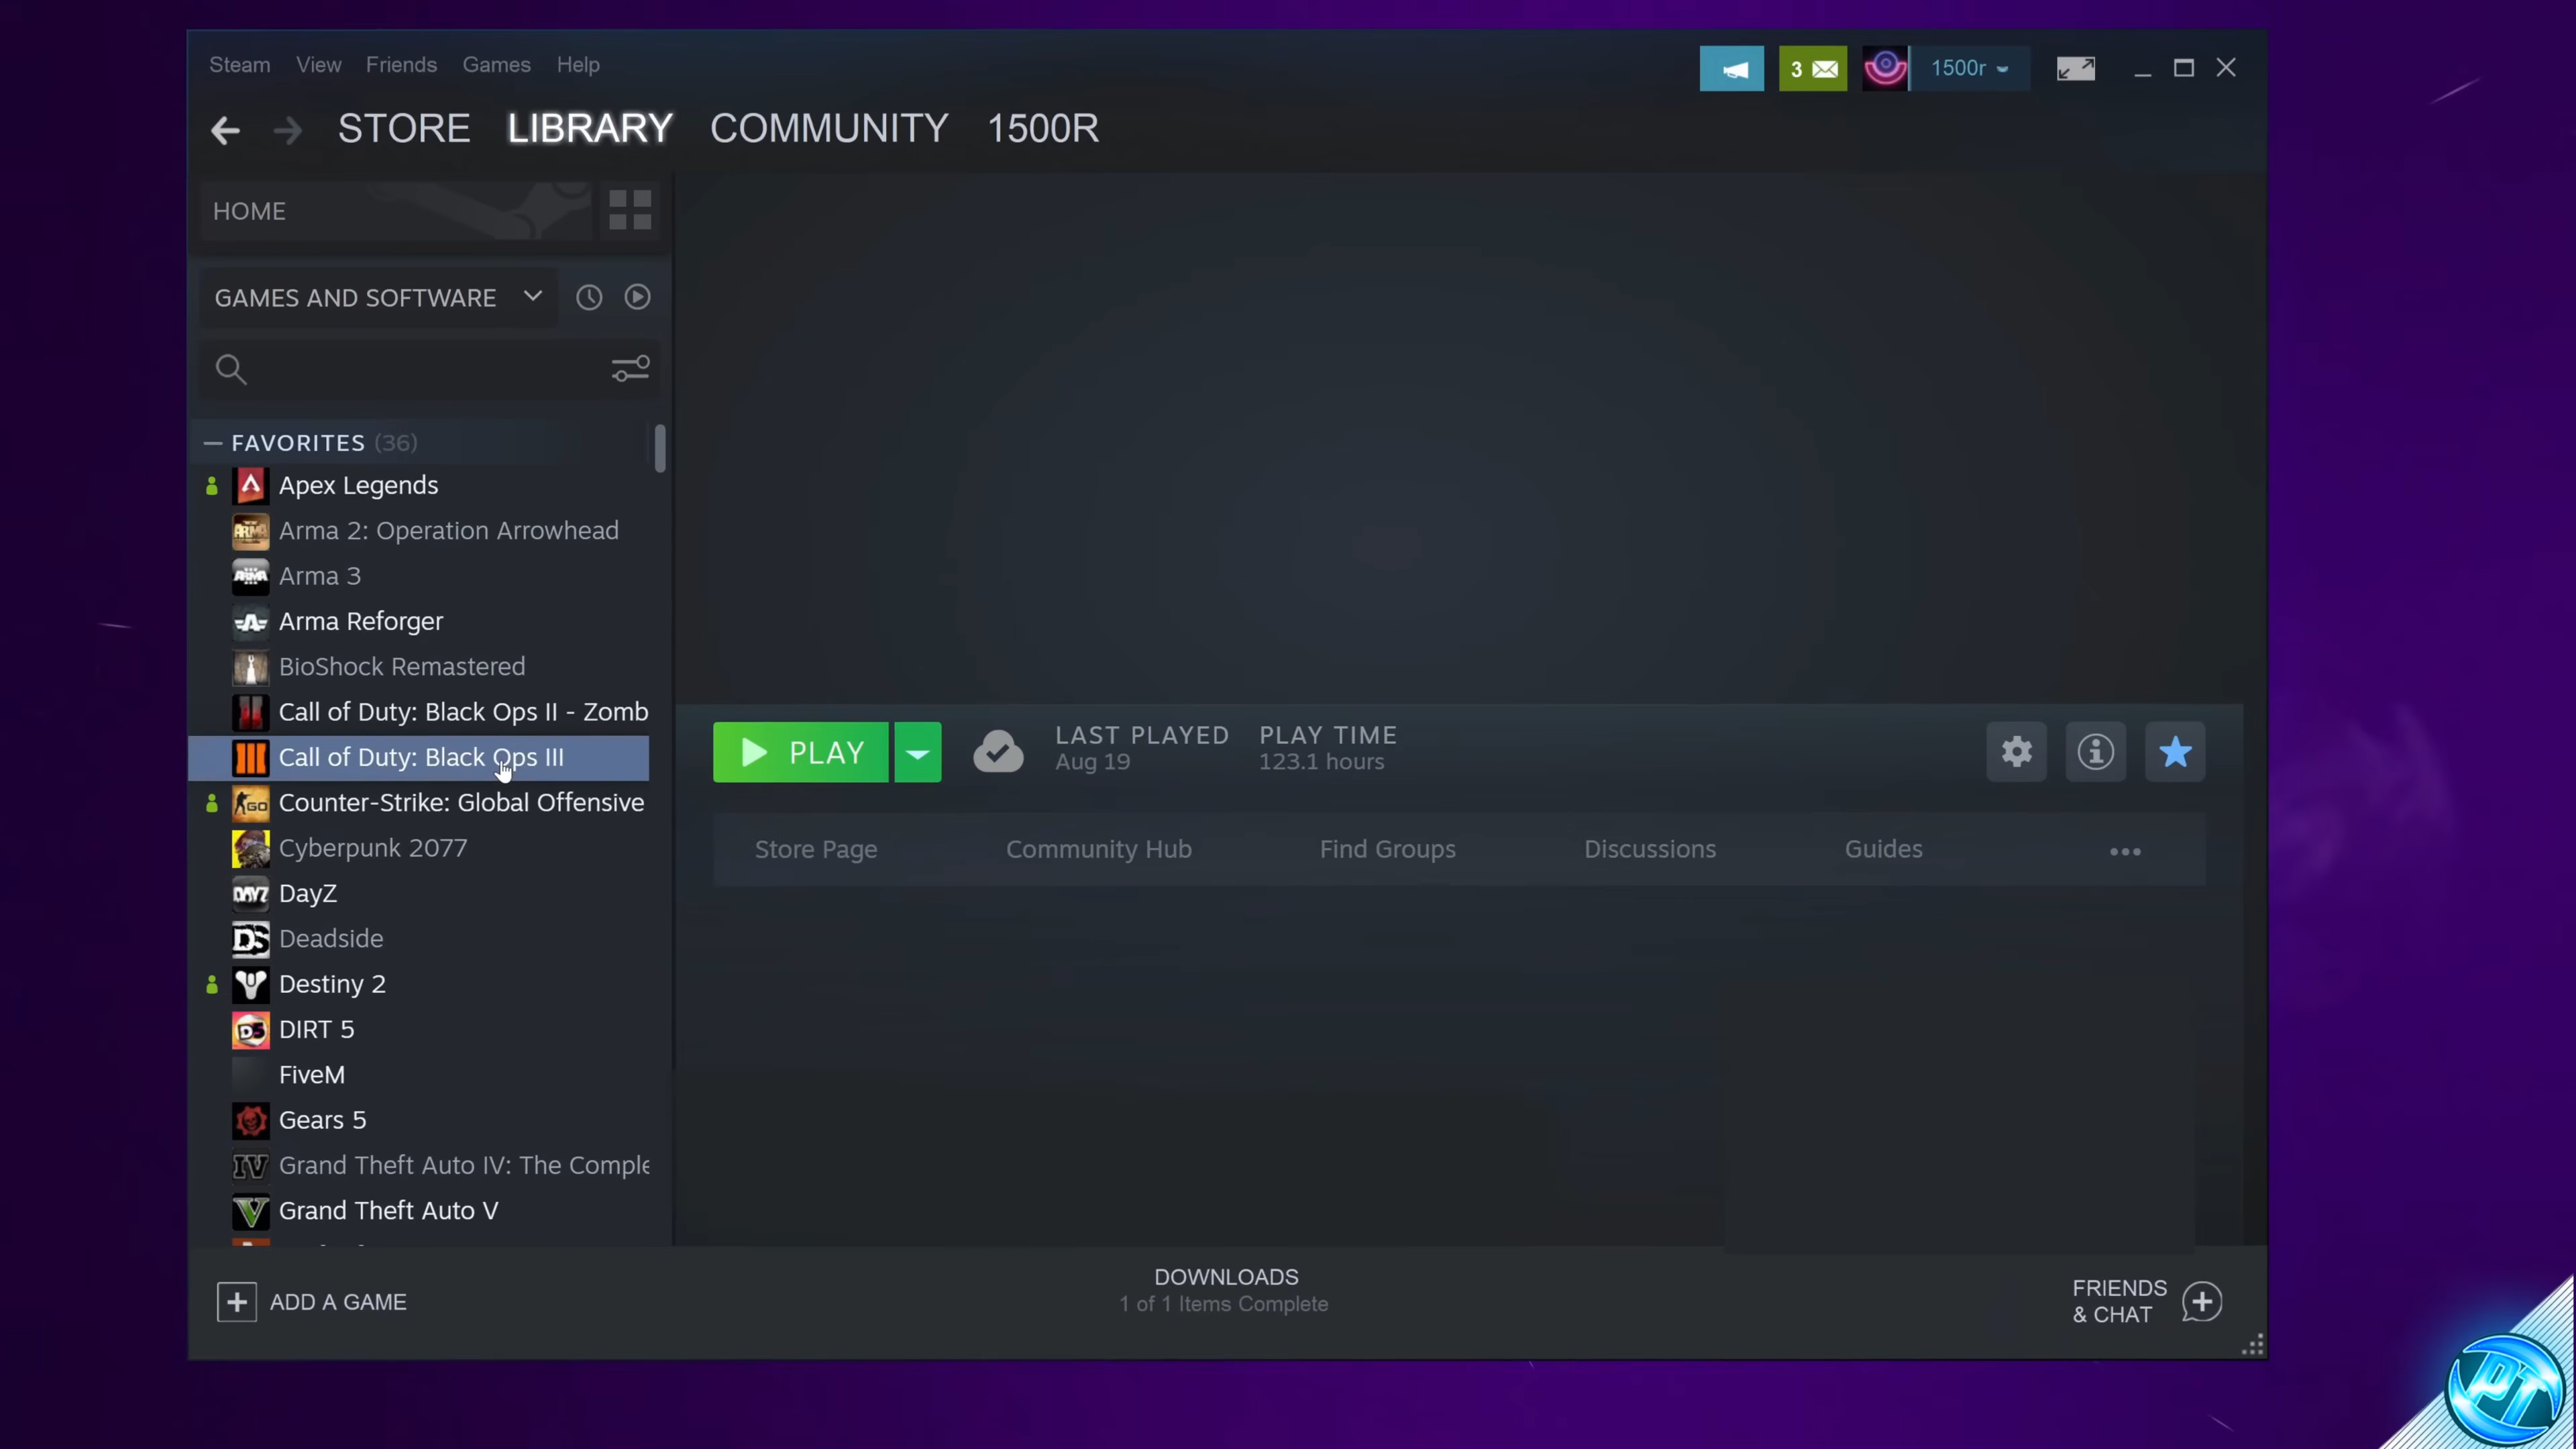 Steam View Friends Games Help
3
1500r
STORE LIBRARY COMMUNITY 1500R
HOME
GAMES AND SOFTWARE
— FAVORITES (36)
Apex Legends
Arma 2: Operation Arrowhead
Arma 3
Arma Reforger
BioShock Remastered
Call of Duty: Black Ops II - Zomb
Call of Duty: Black Ops III
Counter-Strike: Global Offensive
Cyberpunk 2077
DayZ
Deadside
Destiny 2
DIRT 5
FiveM
Gears 5
Grand Theft Auto IV: The Comple
Grand Theft Auto V
PLAY
LAST PLAYED
Aug 19
PLAY TIME
123.1 hours
Store Page Community Hub Find Groups Discussions Guides •••
ADD A GAME
DOWNLOADS
1 of 1 Items Complete
FRIENDS
& CHAT
PT